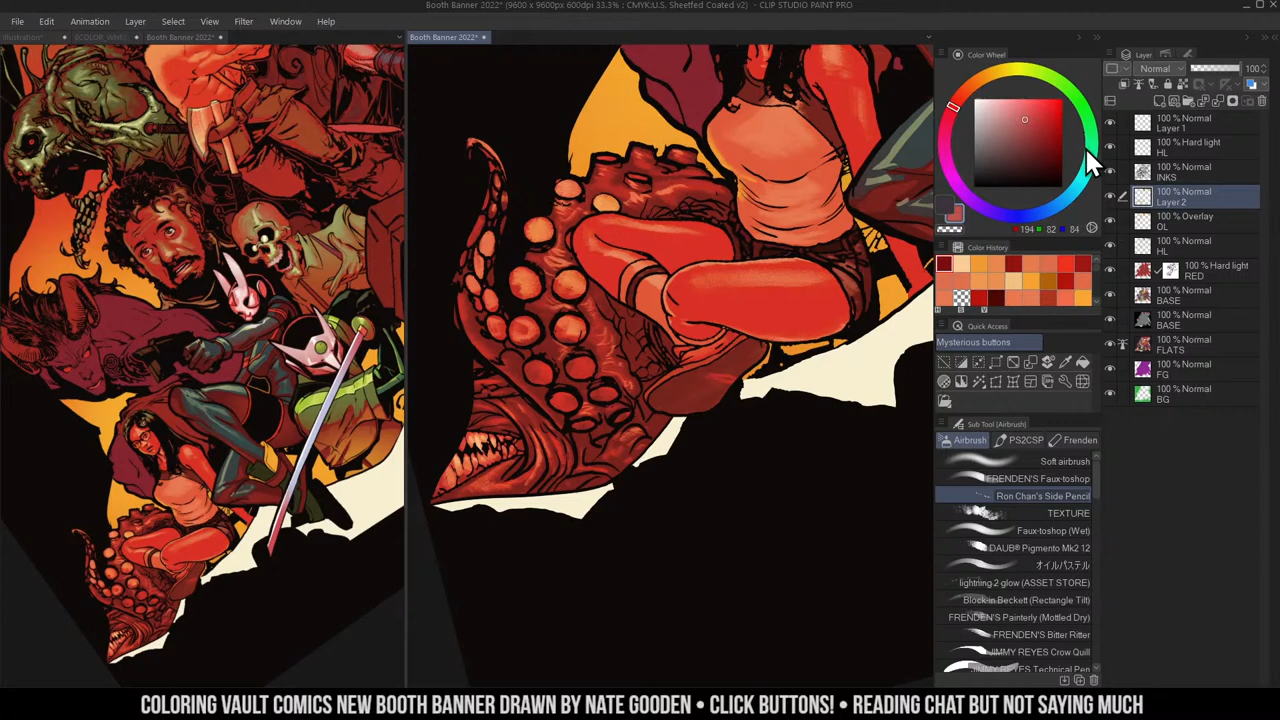 Booth Banner 2022* (9600 x 9600px 600dpi 33.3% : CMYK:U.S. Sheetfed Coated v2) - CLIP STUDIO PAINT PRO
File Edit Animation Layer Select View Filter Window Help
Illustration* (COLOR_WHE Booth Banner 2022* Booth Banner 2022*
Color Wheel
194 82 84
Color History
H S V
Quick Access
Mysterious buttons
Sub Tool [Airbrush]
Airbrush PS2CSP Frenden
Soft airbrush
FRENDEN'S Faux-toshop
Ron Chan's Side Pencil
TEXTURE
Faux-toshop (Wet)
DAUB® Pigmento Mk2 12
オイルパステル
lightning 2 glow (ASSET STORE)
Block-in Beckett (Rectangle Tilt)
FRENDEN'S Painterly (Mottled Dry)
FRENDEN'S Bitter Ritter
JIMMY REYES Crow Quill
JIMMY REYES Technical Pen
Layer
Normal 100
100 % Normal
Layer 1
100 % Hard light
HL
100 % Normal
INKS
100 % Normal
Layer 2
100 % Overlay
OL
100 % Normal
HL
100 % Hard light
RED
100 % Normal
BASE
100 % Normal
BASE
100 % Normal
FLATS
100 % Normal
FG
100 % Normal
BG
COLORING VAULT COMICS NEW BOOTH BANNER DRAWN BY NATE GOODEN • CLICK BUTTONS! • READING CHAT BUT NOT SAYING MUCH